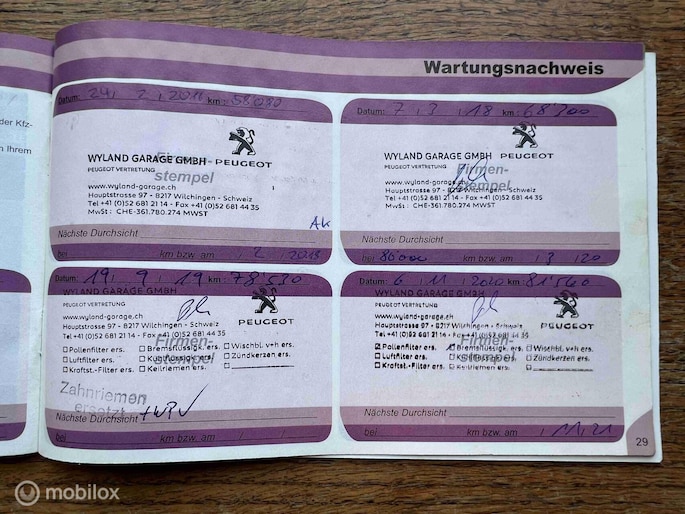 der Kfz-
n Ihrem
Wartungsnachweis
Datum: 24, 2, 2016 km: 58080
WYLAND GARAGE GMBH PEUGEOT
PEUGEOT VERTRETUNG
Firmen-
stempel
www.wyland-garage.ch
Hauptstrasse 97 - 8217 Wilchingen - Schweiz
Tel +41 (0)52 681 21 14 - Fax +41 (0)52 681 44 35
MwSt: CHE-361.780.274 MWST
AK
Nächste Durchsicht
bei km bzw. am , 2 , 2018
Datum: 7 , 3 , 18 km: 68'300
WYLAND GARAGE GMBH PEUGEOT
PEUGEOT VERTRETUNG
Firmen-
stempel
www.wyland-garage.ch
Hauptstrasse 97 - 8217 Wilchingen - Schweiz
Tel +41 (0)52 681 21 14 - Fax +41 (0)52 681 44 35
MwSt: CHE-361.780.274 MWST
Nächste Durchsicht
bei 86000 km bzw. am , 3 , 20
Datum: 19 , 9 , 19 km: 78'530
WYLAND GARAGE GMBH
PEUGEOT VERTRETUNG
PEUGEOT
www.wyland-garage.ch
Hauptstrasse 97 - 8217 Wilchingen - Schweiz
Tel +41 (0)52 681 21 14 - Fax +41 (0)52 681 44 35
Firmen-
stempel
Pollenfilter ers. Bremsflüssigk. ers. Wischbl. v+h ers.
Luftfilter ers. Kühlflüssigk. ers. Zündkerzen ers.
Kraftst.-Filter ers. Keilriemen ers.
Zahnriemen
ersetzt + WPV
Nächste Durchsicht
bei km bzw. am , ,
Datum: 6 , 11 , 2020 km: 81'560
WYLAND GARAGE GMBH
PEUGEOT VERTRETUNG
PEUGEOT
www.wyland-garage.ch
Hauptstrasse 97 - 8217 Wilchingen - Schweiz
Tel +41 (0)52 681 21 14 - Fax +41 (0)52 681 44 35
Firmen-
stempel
Pollenfilter ers. Bremsflüssigk. ers. Wischbl. v+h ers.
Luftfilter ers. Kühlflüssigk. ers. Zündkerzen ers.
Kraftst.-Filter ers. Keilriemen ers.
Nächste Durchsicht
bei km bzw. am , 11 , 21
29
mobilox